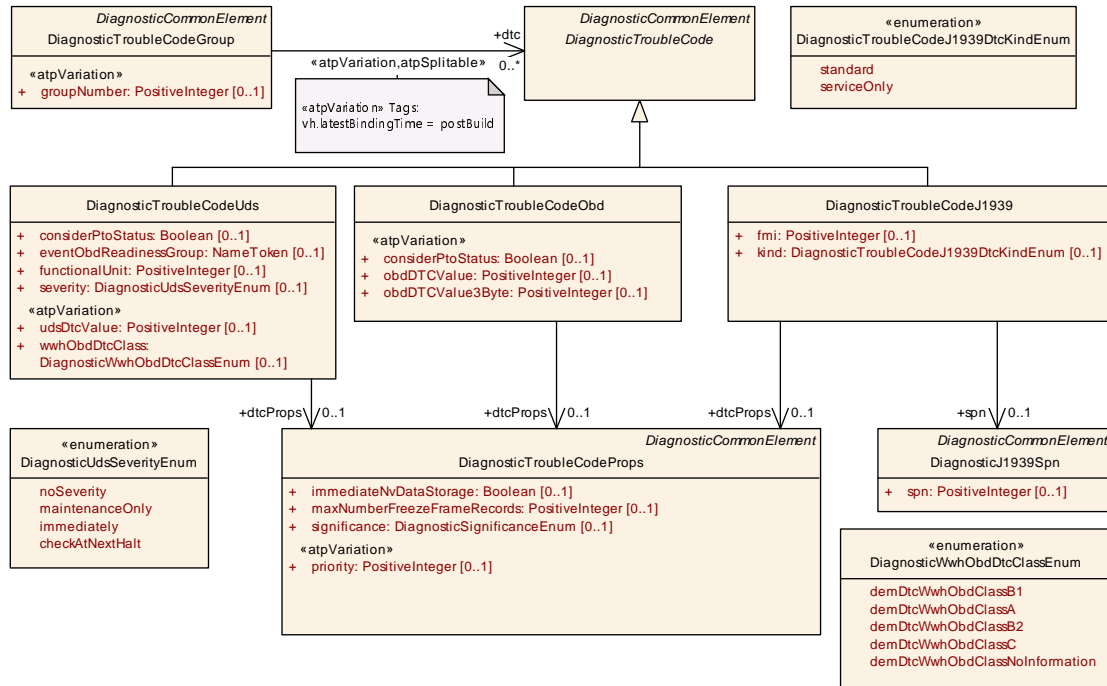 DiagnosticCommonElement
DiagnosticTroubleCodeGroup
«atpVariation»
+ groupNumber: PositiveInteger [0..1]
+dtc
0..*
«atpVariation,atpSplitable»
«atpVariation» Tags:
vh.latestBindingTime = postBuild
DiagnosticCommonElement
DiagnosticTroubleCode
«enumeration»
DiagnosticTroubleCodeJ1939DtcKindEnum
standard
serviceOnly
DiagnosticTroubleCodeUds
+ considerPtoStatus: Boolean [0..1]
+ eventObdReadinessGroup: NameToken [0..1]
+ functionalUnit: PositiveInteger [0..1]
+ severity: DiagnosticUdsSeverityEnum [0..1]
«atpVariation»
+ udsDtcValue: PositiveInteger [0..1]
+ wwhObdDtcClass:
DiagnosticWwhObdDtcClassEnum [0..1]
DiagnosticTroubleCodeObd
«atpVariation»
+ considerPtoStatus: Boolean [0..1]
+ obdDTCValue: PositiveInteger [0..1]
+ obdDTCValue3Byte: PositiveInteger [0..1]
DiagnosticTroubleCodeJ1939
+ fmi: PositiveInteger [0..1]
+ kind: DiagnosticTroubleCodeJ1939DtcKindEnum [0..1]
+dtcProps 0..1
+dtcProps 0..1
+dtcProps 0..1
+spn 0..1
«enumeration»
DiagnosticUdsSeverityEnum
noSeverity
maintenanceOnly
immediately
checkAtNextHalt
DiagnosticCommonElement
DiagnosticTroubleCodeProps
+ immediateNvDataStorage: Boolean [0..1]
+ maxNumberFreezeFrameRecords: PositiveInteger [0..1]
+ significance: DiagnosticSignificanceEnum [0..1]
«atpVariation»
+ priority: PositiveInteger [0..1]
DiagnosticCommonElement
DiagnosticJ1939Spn
+ spn: PositiveInteger [0..1]
«enumeration»
DiagnosticWwhObdDtcClassEnum
demDtcWwhObdClassB1
demDtcWwhObdClassA
demDtcWwhObdClassB2
demDtcWwhObdClassC
demDtcWwhObdClassNoInformation